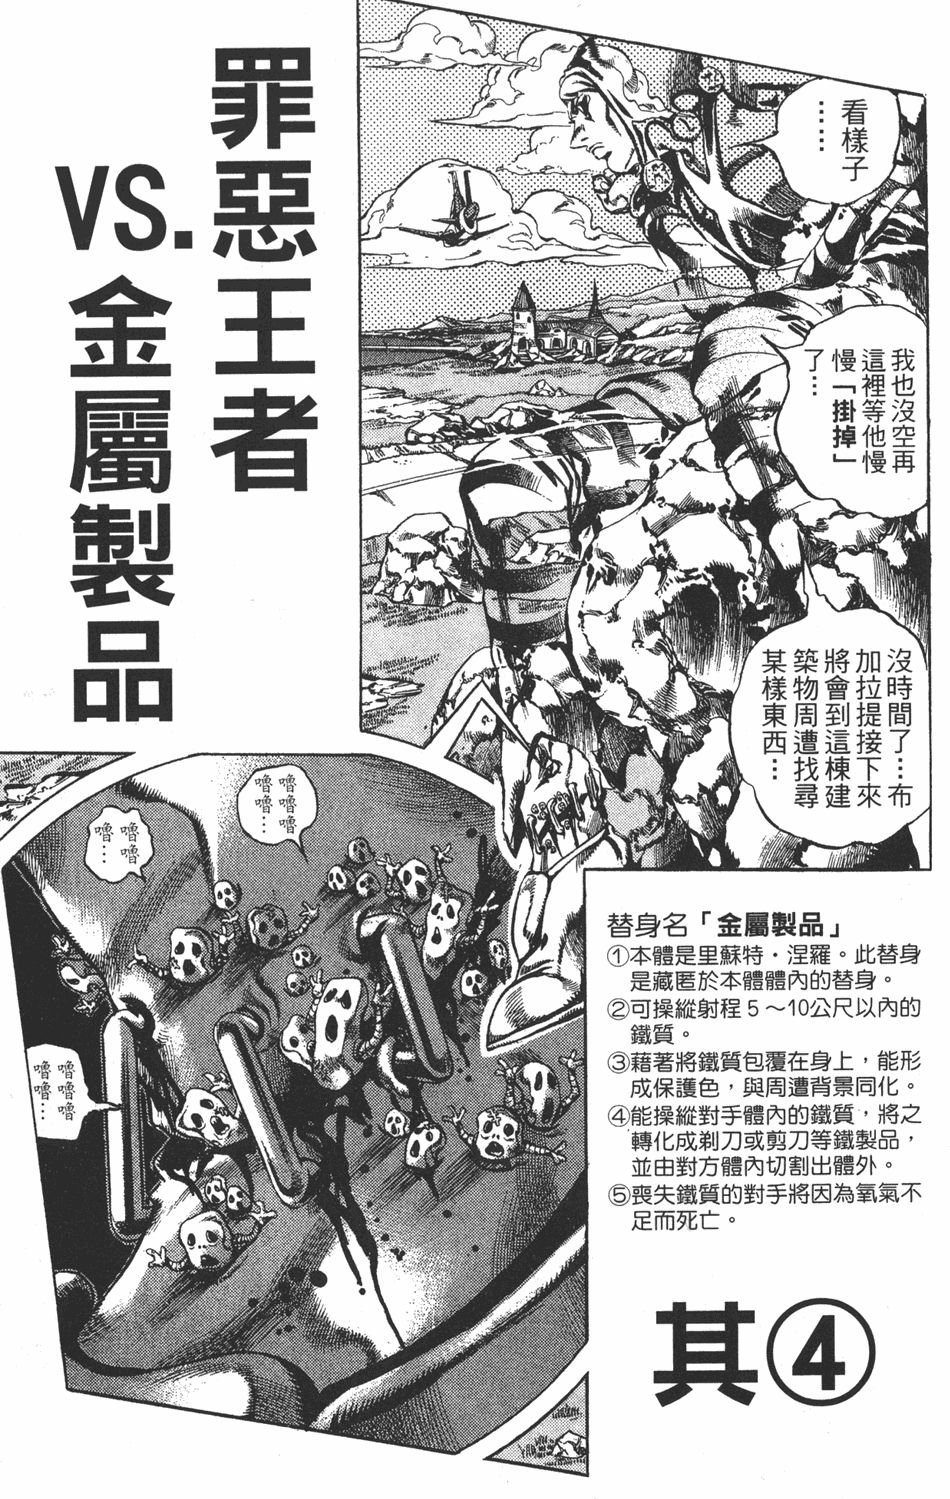 罪惡王者
VS.
金屬製品
看樣子
……
我也沒空再
這裡等他慢
慢「掛掉」
了…
沒時間了…布
加拉提接下來
將會到這棟建
築物周遭找尋
某樣東西…
嚕嚕
嚕嚕
嚕…
嚕嚕
嚕嚕
…
嚕嚕
嚕嚕
嚕…
替身名「金屬製品」
①本體是里蘇特・涅羅。此替身
是藏匿於本體體內的替身。
②可操縱射程5～10公尺以內的
鐵質。
③藉著將鐵質包覆在身上，能形
成保護色，與周遭背景同化。
④能操縱對手體內的鐵質，將之
轉化成剃刀或剪刀等鐵製品，
並由對方體內切割出體外。
⑤喪失鐵質的對手將因為氧氣不
足而死亡。
其④